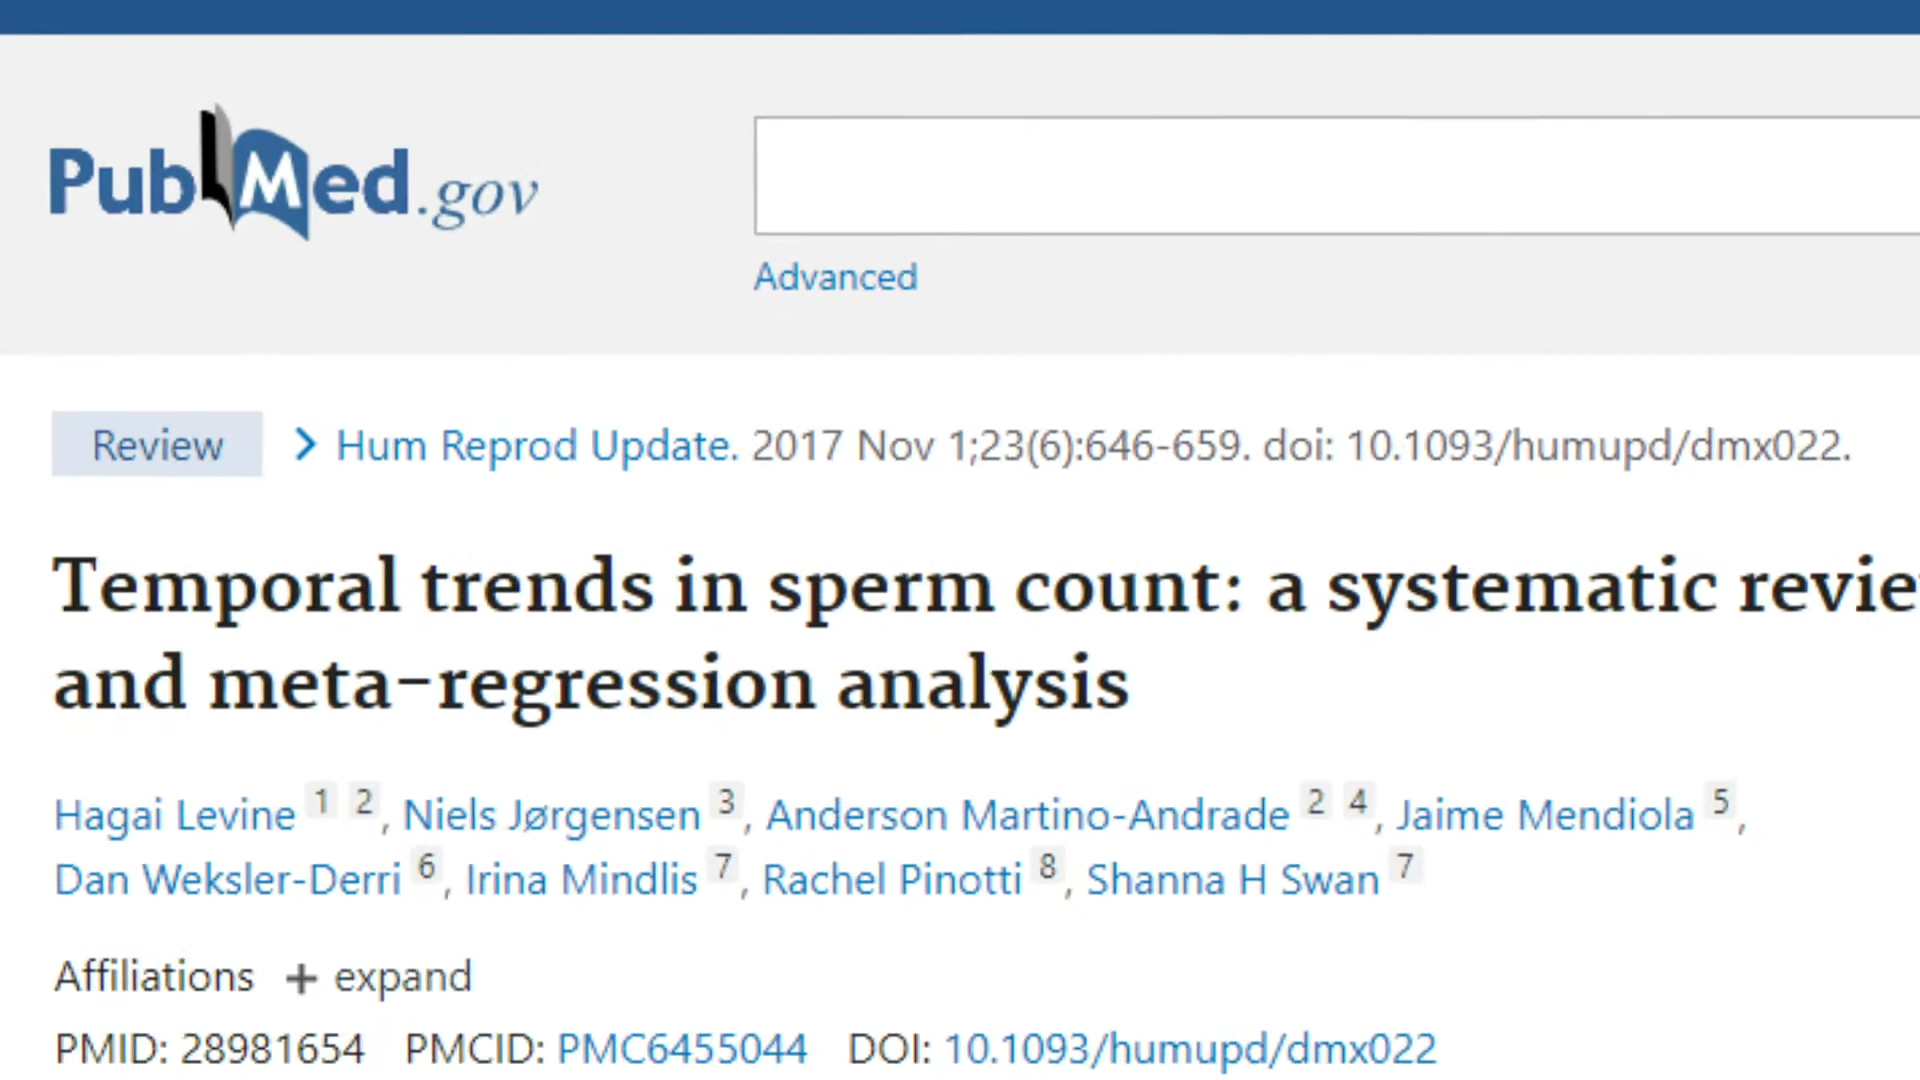 PubMed.gov
Advanced
Review > Hum Reprod Update. 2017 Nov 1;23(6):646-659. doi: 10.1093/humupd/dmx022.
Temporal trends in sperm count: a systematic revie
and meta-regression analysis
Hagai Levine 1 2, Niels Jørgensen 3, Anderson Martino-Andrade 2 4, Jaime Mendiola 5,
Dan Weksler-Derri 6, Irina Mindlis 7, Rachel Pinotti 8, Shanna H Swan 7
Affiliations + expand
PMID: 28981654 PMCID: PMC6455044 DOI: 10.1093/humupd/dmx022